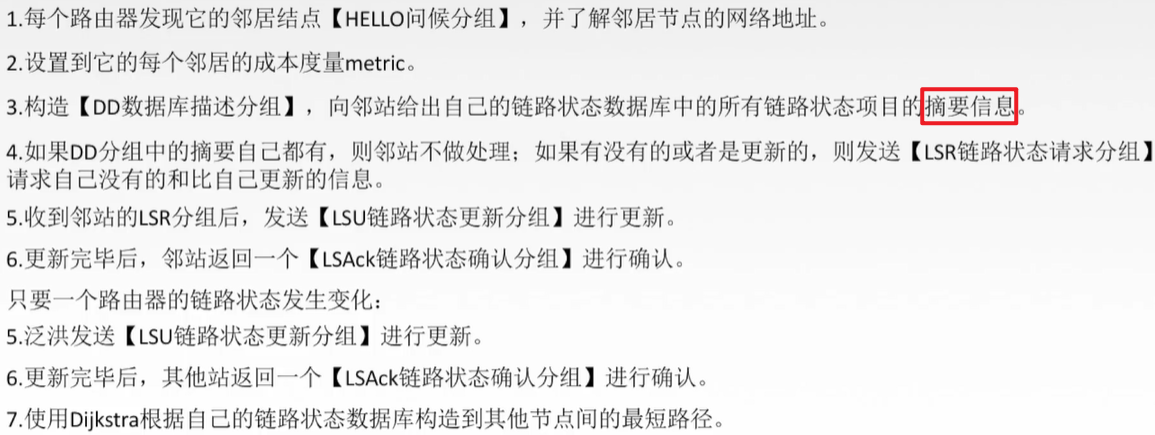 1.每个路由器发现它的邻居结点【HELLO问候分组】，并了解邻居节点的网络地址。
2.设置到它的每个邻居的成本度量metric。
3.构造【DD数据库描述分组】，向邻站给出自己的链路状态数据库中的所有链路状态项目的摘要信息。
4.如果DD分组中的摘要自己都有，则邻站不做处理；如果有没有的或者是更新的，则发送【LSR链路状态请求分组】
请求自己没有的和比自己更新的信息。
5.收到邻站的LSR分组后，发送【LSU链路状态更新分组】进行更新。
6.更新完毕后，邻站返回一个【LSAck链路状态确认分组】进行确认。
只要一个路由器的链路状态发生变化：
5.泛洪发送【LSU链路状态更新分组】进行更新。
6.更新完毕后，其他站返回一个【LSAck链路状态确认分组】进行确认。
7.使用Dijkstra根据自己的链路状态数据库构造到其他节点间的最短路径。